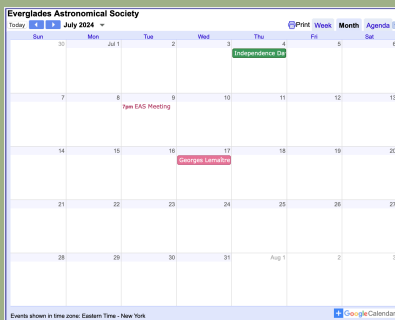 Everglades Astronomical Society
Today July 2024 Print Week Month Agenda
Sun Mon Tue Wed Thu Fri Sat
30 Jul 1 2 3 4 5 6
Independence Da
7 8 9 10 11 12 13
7pm EAS Meeting
14 15 16 17 18 19 20
Georges Lemaître
21 22 23 24 25 26 27
28 29 30 31 Aug 1 2 3
Events shown in time zone: Eastern Time - New York
+ GoogleCalendar